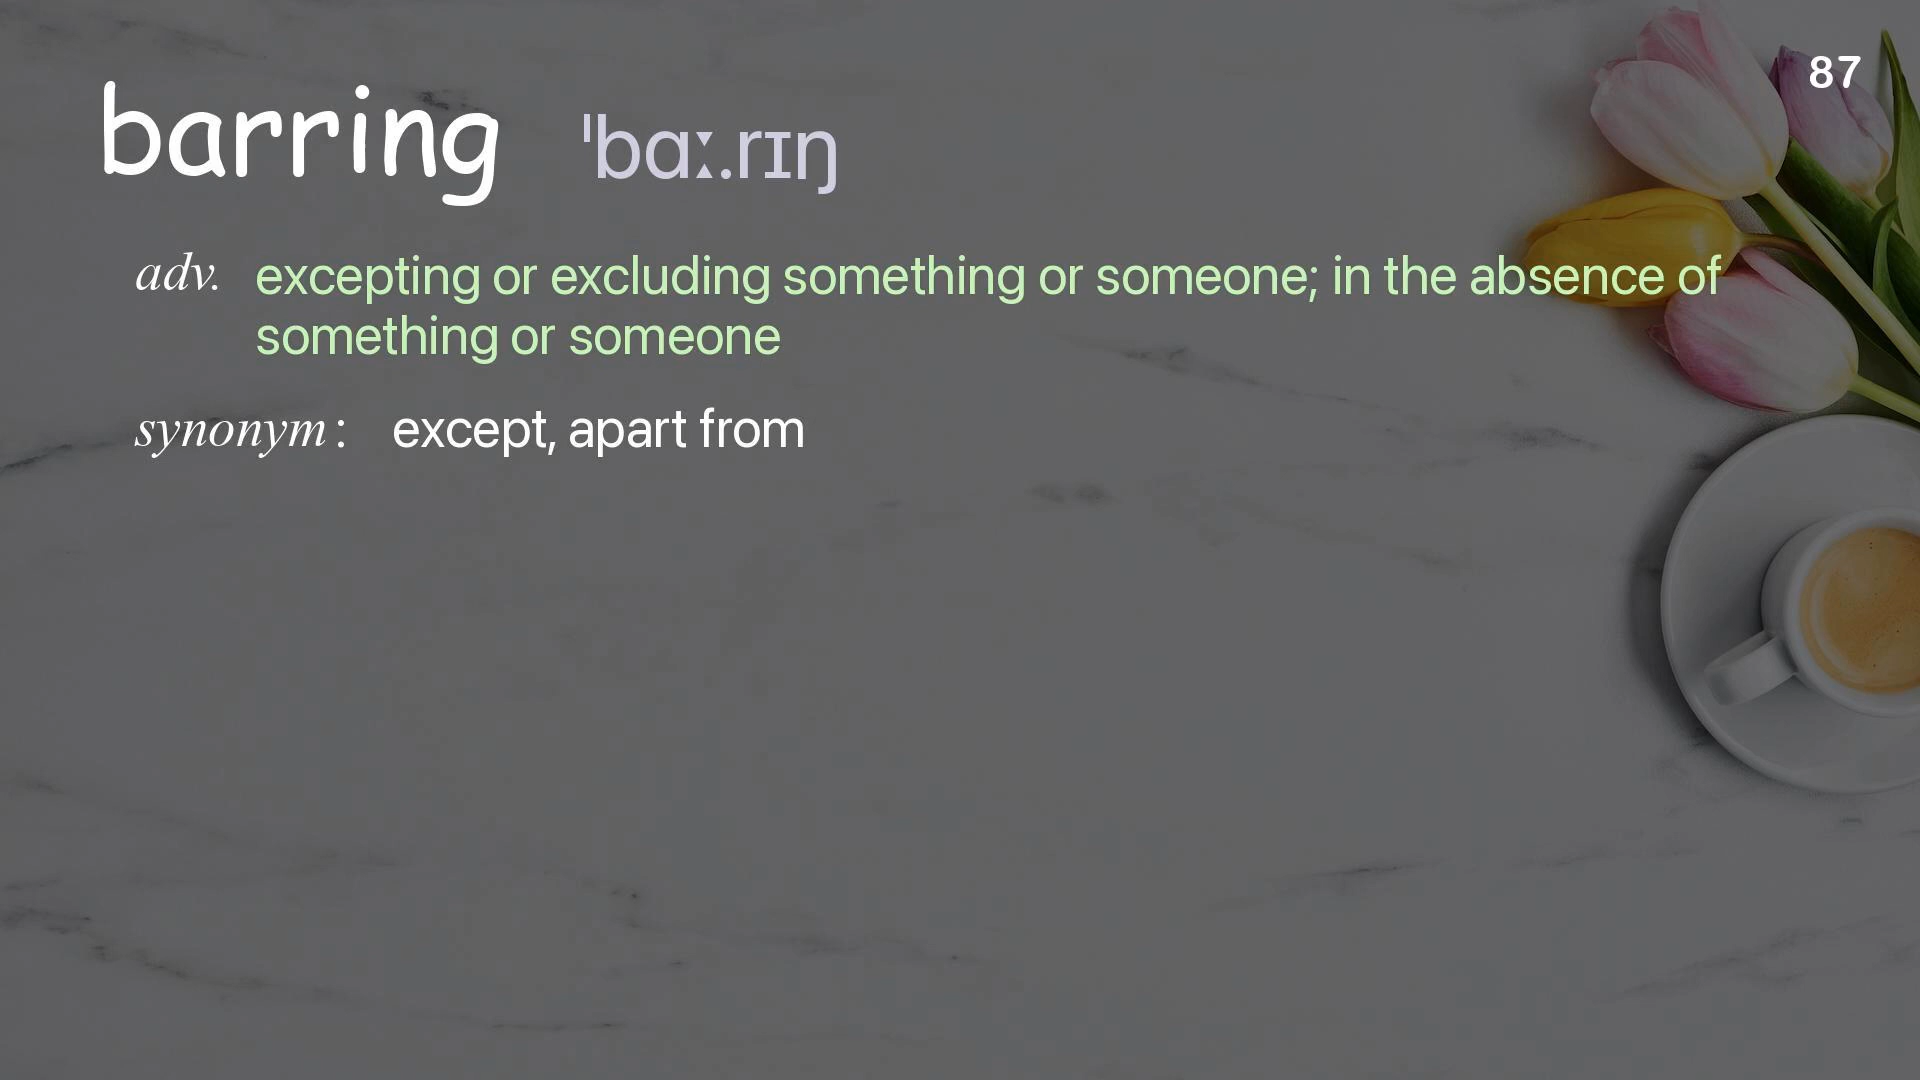 87
barring ˈbɑː.rɪŋ
adv. excepting or excluding something or someone; in the absence of
something or someone
synonym: except, apart from